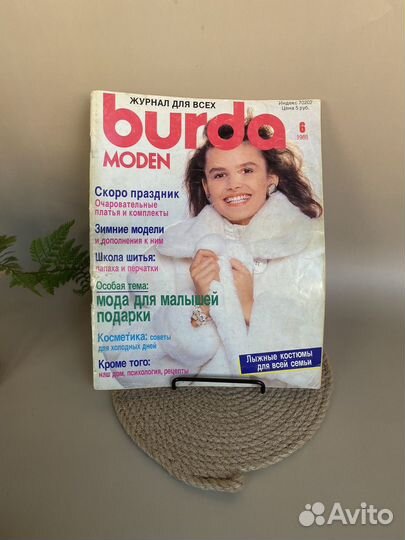 ЖУРНАЛ ДЛЯ ВСЕХ
Индекс 70202
Цена 5 руб.
burda
6
MODEN
Скоро праздник
Очаровательные
платья и комплекты
Зимние модели
и дополнения к ним
Школа шитья:
папаха и перчатки
Особая тема:
мода для малышей
подарки
Косметика: советы
для холодных дней
Кроме того:
наш дом, психология, рецепты
Лыжные костюмы
для всей семьи
Avito